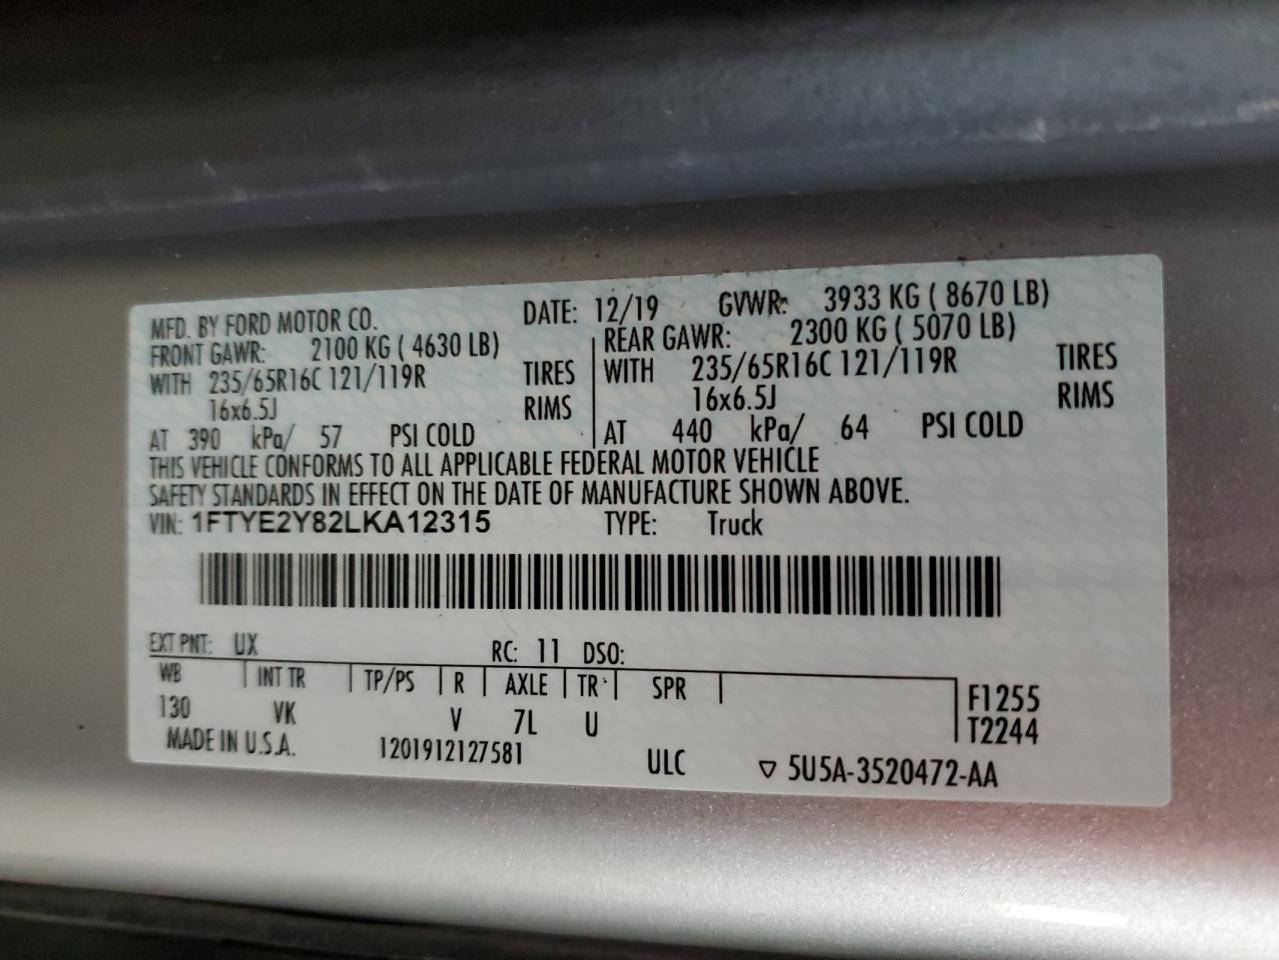 MFD. BY FORD MOTOR CO. DATE: 12/19 GVWR: 3933 KG ( 8670 LB)
FRONT GAWR: 2100 KG ( 4630 LB) REAR GAWR: 2300 KG ( 5070 LB)
WITH 235/65R16C 121/119R TIRES WITH 235/65R16C 121/119R TIRES
16x6.5J RIMS 16x6.5J RIMS
AT 390 kPa/ 57 PSI COLD AT 440 kPa/ 64 PSI COLD
THIS VEHICLE CONFORMS TO ALL APPLICABLE FEDERAL MOTOR VEHICLE
SAFETY STANDARDS IN EFFECT ON THE DATE OF MANUFACTURE SHOWN ABOVE.
VIN: 1FTYE2Y82LKA12315 TYPE: Truck
EXT PNT: UX RC: 11 DSO:
WB INT TR TP/PS R AXLE TR SPR F1255
130 VK V 7L U T2244
MADE IN U.S.A. 1201912127581 ULC ▽ 5U5A-3520472-AA